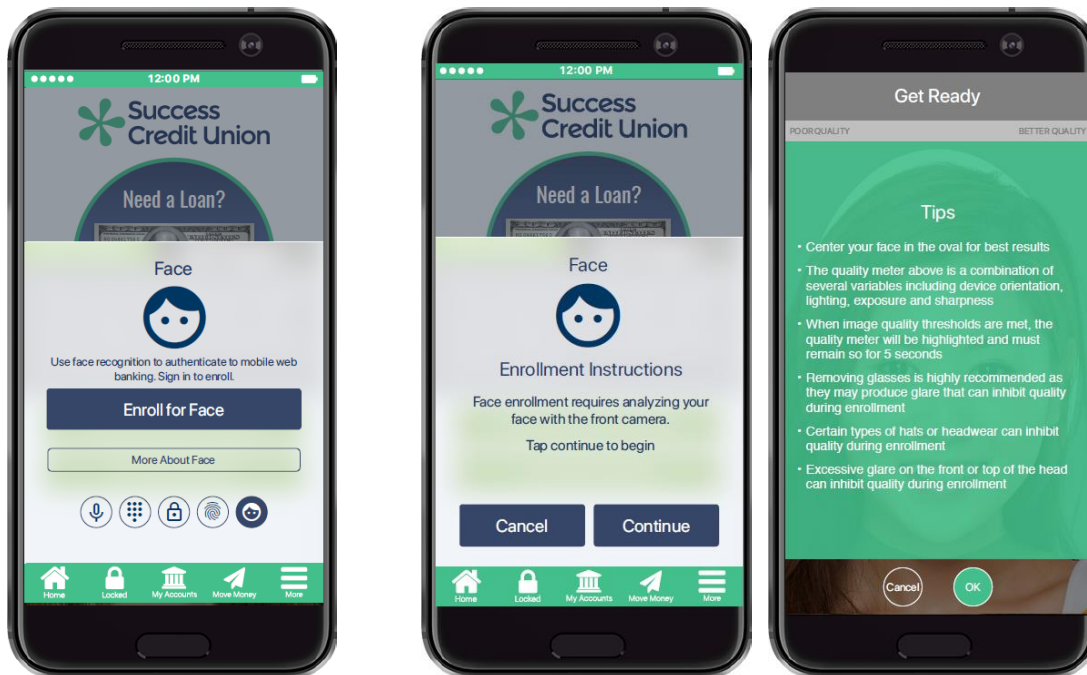 12:00 PM
Success
Credit Union
Need a Loan?
Face
Use face recognition to authenticate to mobile web
banking. Sign in to enroll.
Enroll for Face
More About Face
Home
Locked
My Accounts
Move Money
More
12:00 PM
Success
Credit Union
Need a Loan?
Face
Enrollment Instructions
Face enrollment requires analyzing your
face with the front camera.
Tap continue to begin
Cancel
Continue
Home
Locked
My Accounts
Move Money
More
Get Ready
POOR QUALITY
BETTER QUALITY
Tips
• Center your face in the oval for best results
• The quality meter above is a combination of
several variables including device orientation,
lighting, exposure and sharpness
• When image quality thresholds are met, the
quality meter will be highlighted and must
remain so for 5 seconds
• Removing glasses is highly recommended as
they may produce glare that can inhibit quality
during enrollment
• Certain types of hats or headwear can inhibit
quality during enrollment
• Excessive glare on the front or top of the head
can inhibit quality during enrollment
Cancel
OK